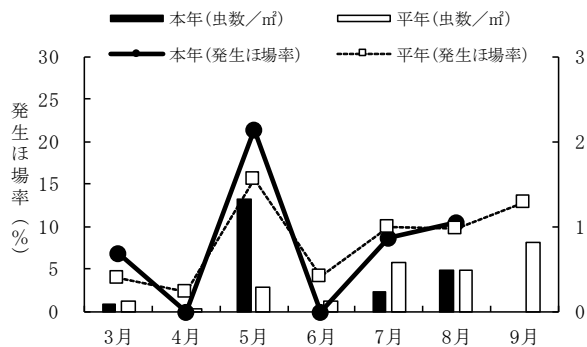 本年(虫数／㎡) 平年(虫数／㎡)
本年(発生ほ場率) 平年(発生ほ場率)
発生ほ場率(%)
30 3
25
20 2
15
10 1
5
0 0
3月 4月 5月 6月 7月 8月 9月